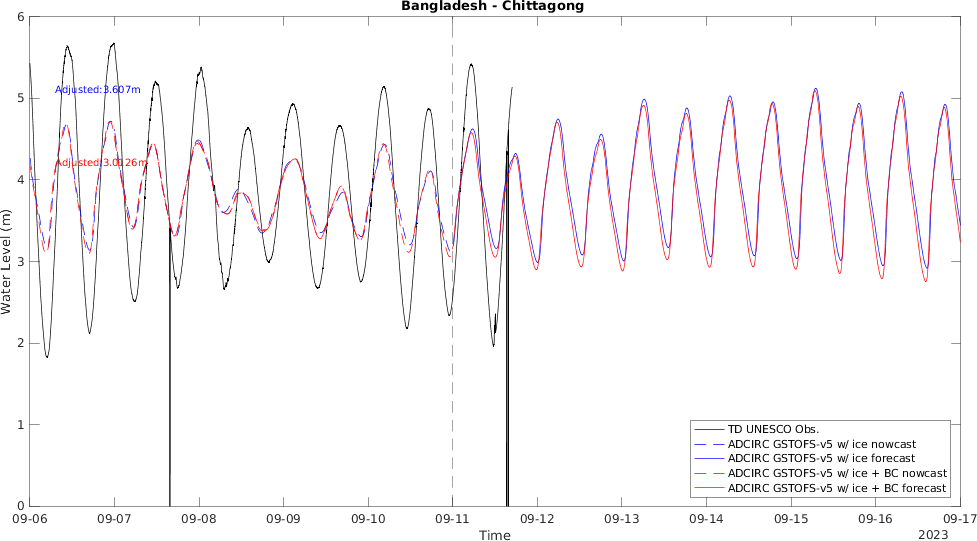 Bangladesh - Chittagong
6
5
4
3
2
1
0
Water Level (m)
Adjusted:3.607m
Adjusted:3.0126m
TD UNESCO Obs.
ADCIRC GSTOFS-v5 w/ ice nowcast
ADCIRC GSTOFS-v5 w/ ice forecast
ADCIRC GSTOFS-v5 w/ ice + BC nowcast
ADCIRC GSTOFS-v5 w/ ice + BC forecast
09-06 09-07 09-08 09-09 09-10 09-11 09-12 09-13 09-14 09-15 09-16 09-17
Time
2023